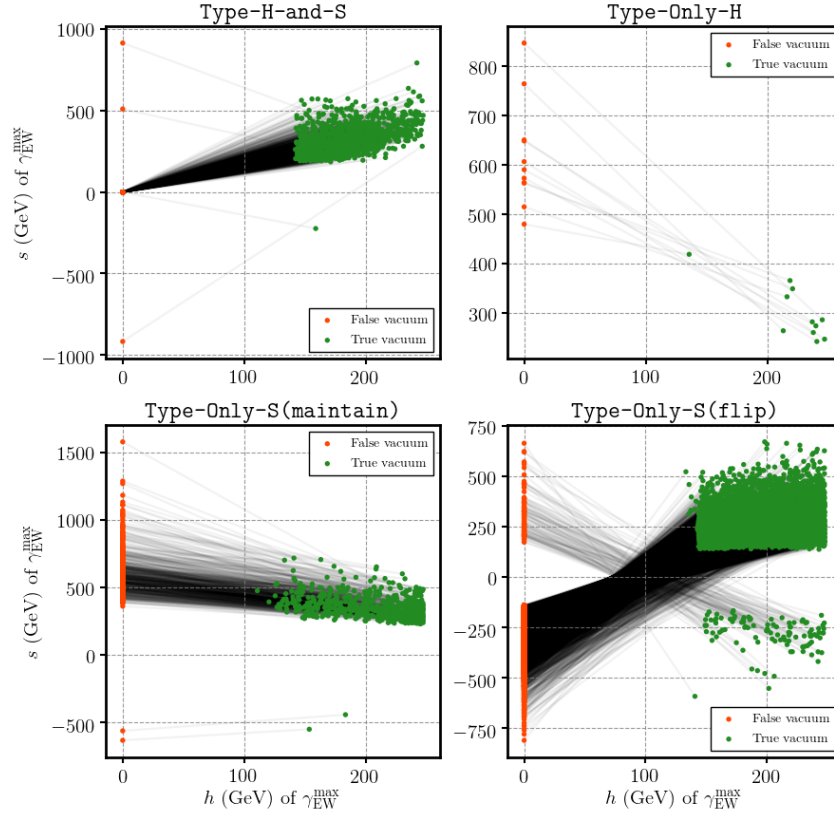 Type-H-and-S
1000
500
0
−500
−1000
0
100
200
s (GeV) of γ_EW^max
False vacuum
True vacuum
Type-Only-H
800
700
600
500
400
300
0
100
200
False vacuum
True vacuum
Type-Only-S(maintain)
1500
1000
500
0
−500
0
100
200
s (GeV) of γ_EW^max
h (GeV) of γ_EW^max
False vacuum
True vacuum
Type-Only-S(flip)
750
500
250
0
−250
−500
−750
0
100
200
h (GeV) of γ_EW^max
False vacuum
True vacuum